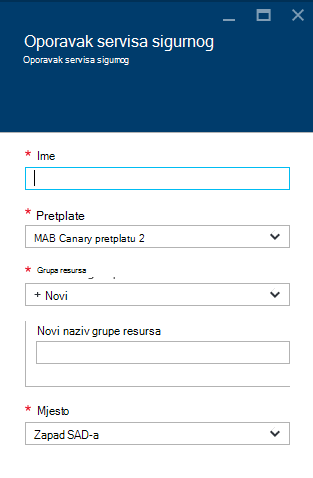 Oporavak servisa sigurnog
Oporavak servisa sigurnog
* Ime
* Pretplate
MAB Canary pretplatu 2
* Grupa resursa
+ Novi
Novi naziv grupe resursa
* Mjesto
Zapad SAD-a